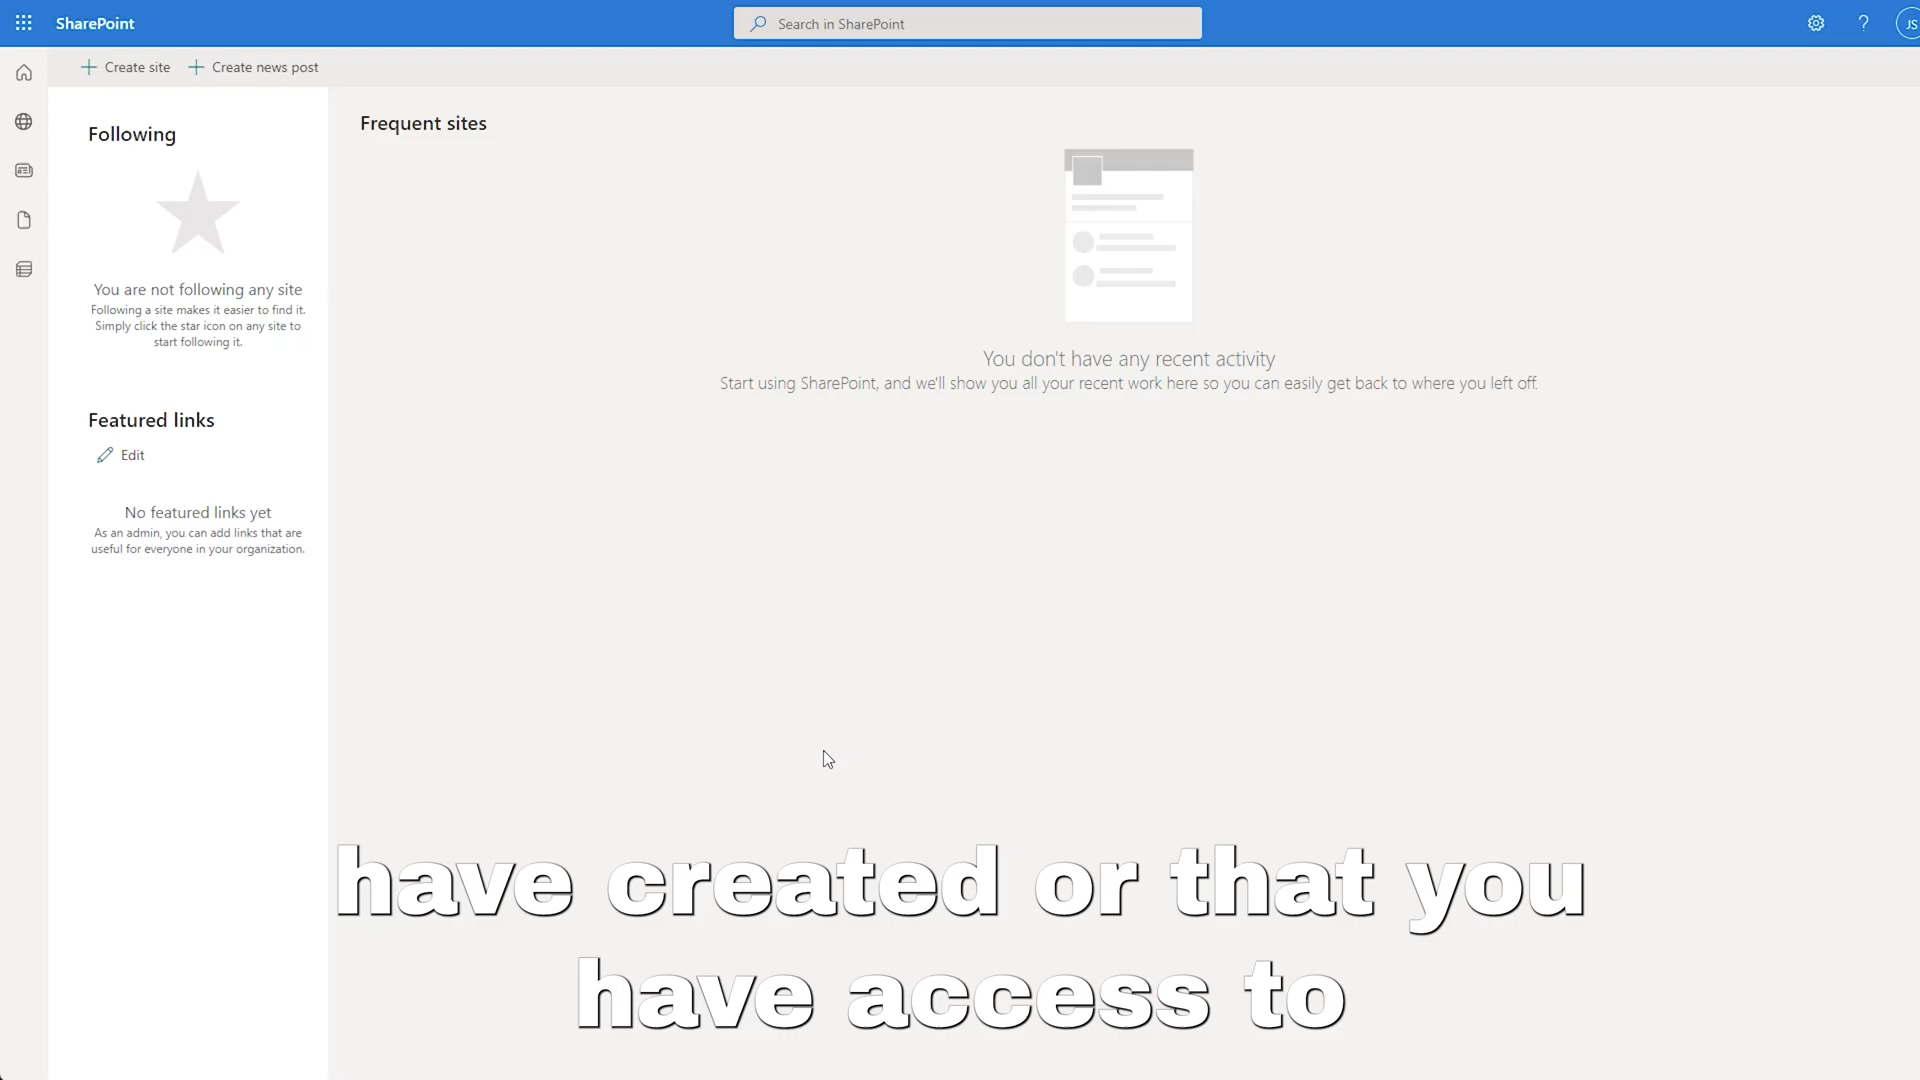 SharePoint
Search in SharePoint
JS
Create site
Create news post
Following
You are not following any site
Following a site makes it easier to find it.
Simply click the star icon on any site to
start following it.
Featured links
Edit
No featured links yet
As an admin, you can add links that are
useful for everyone in your organization.
Frequent sites
You don't have any recent activity
Start using SharePoint, and we'll show you all your recent work here so you can easily get back to where you left off.
have created or that you
have access to